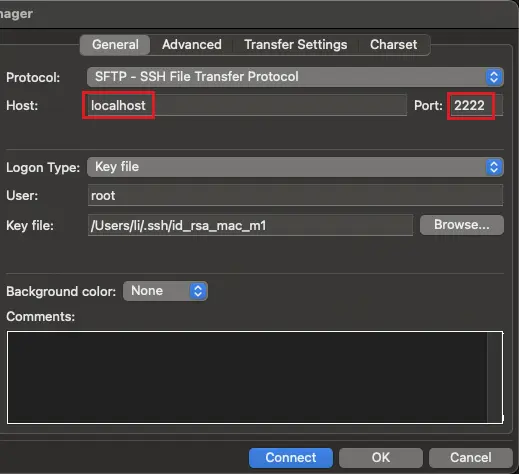 nager
General Advanced Transfer Settings Charset
Protocol: SFTP - SSH File Transfer Protocol
Host: localhost Port: 2222
Logon Type: Key file
User: root
Key file: /Users/li/.ssh/id_rsa_mac_m1 Browse...
Background color: None
Comments:
Connect OK Cancel